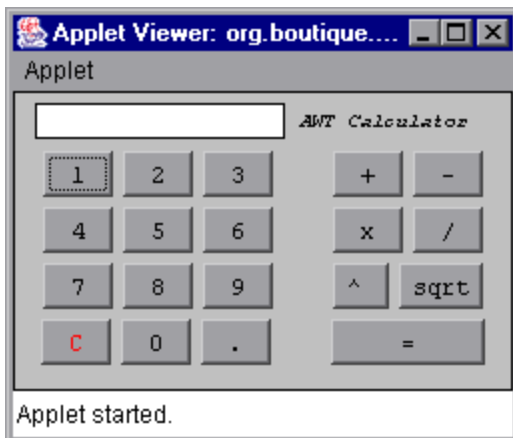 Applet Viewer: org.boutique....
Applet
AWT Calculator
1 2 3 + -
4 5 6 x /
7 8 9 ^ sqrt
C 0 . =
Applet started.